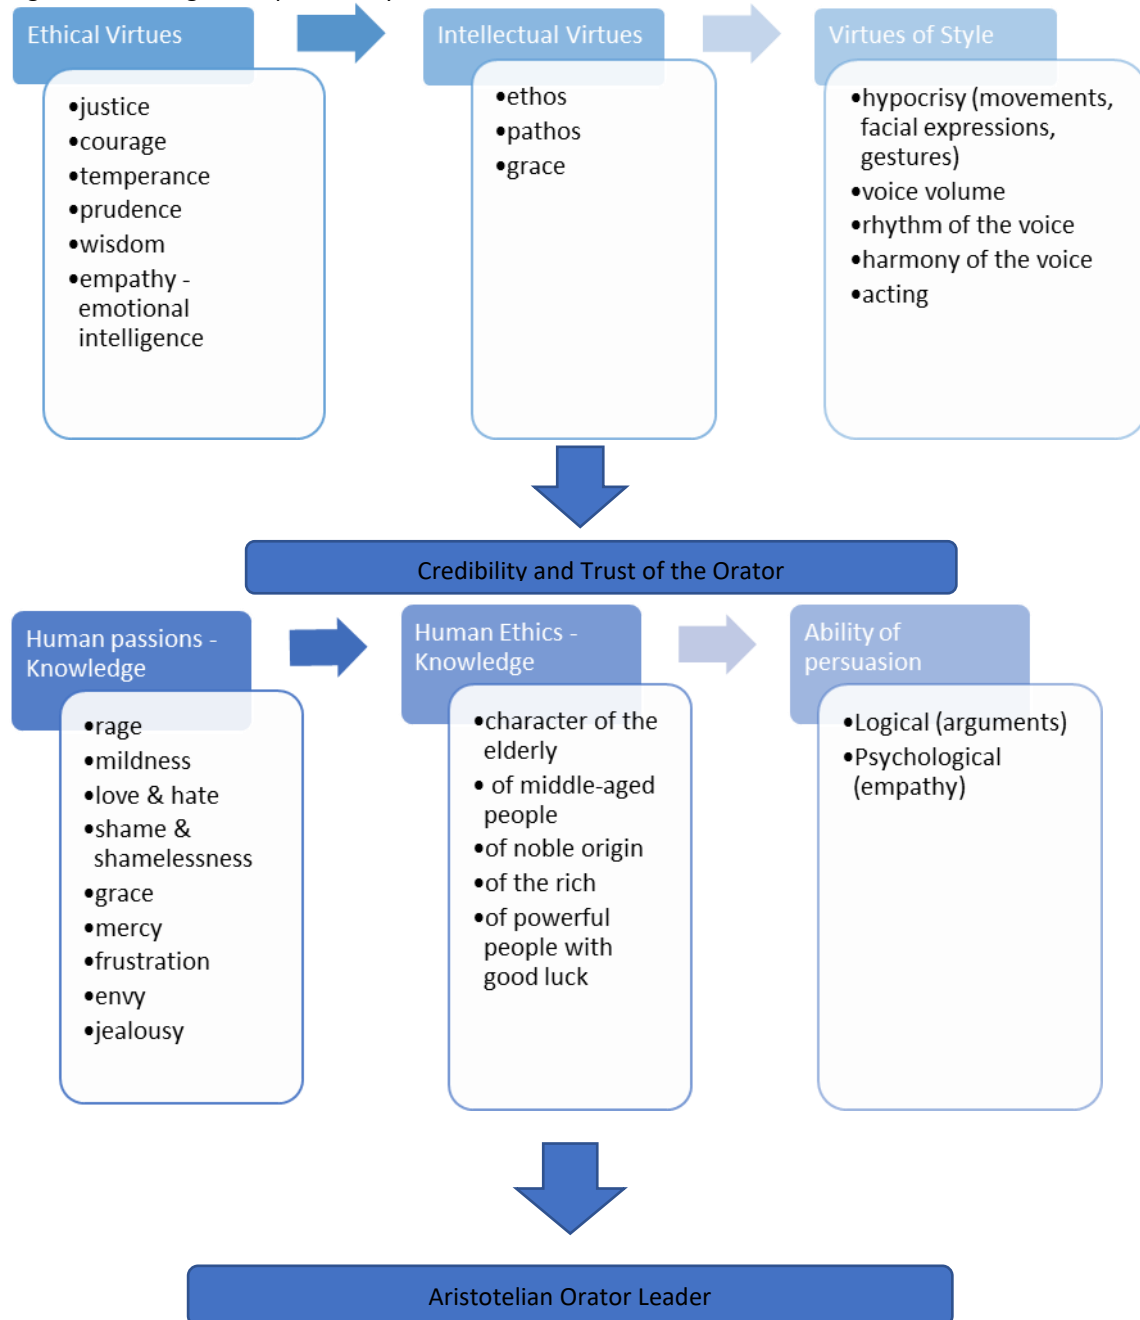 Ethical Virtues
•justice
•courage
•temperance
•prudence
•wisdom
•empathy -
emotional
intelligence
Intellectual Virtues
•ethos
•pathos
•grace
Virtues of Style
•hypocrisy (movements,
facial expressions,
gestures)
•voice volume
•rhythm of the voice
•harmony of the voice
•acting
Credibility and Trust of the Orator
Human passions -
Knowledge
•rage
•mildness
•love & hate
•shame &
shamelessness
•grace
•mercy
•frustration
•envy
•jealousy
Human Ethics -
Knowledge
•character of the
elderly
• of middle-aged
people
•of noble origin
•of the rich
•of powerful
people with
good luck
Ability of
persuasion
•Logical (arguments)
•Psychological
(empathy)
Aristotelian Orator Leader